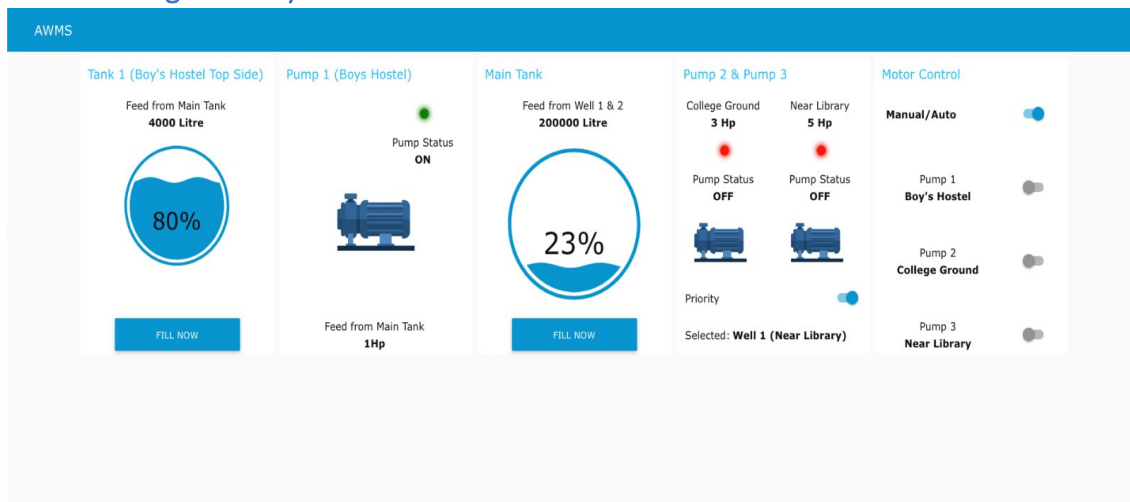 AWMS
Tank 1 (Boy's Hostel Top Side)
Feed from Main Tank
4000 Litre
80%
FILL NOW
Pump 1 (Boys Hostel)
Pump Status
ON
Feed from Main Tank
1Hp
Main Tank
Feed from Well 1 & 2
200000 Litre
23%
FILL NOW
Pump 2 & Pump 3
College Ground Near Library
3 Hp 5 Hp
Pump Status Pump Status
OFF OFF
Priority
Selected: Well 1 (Near Library)
Motor Control
Manual/Auto
Pump 1
Boy's Hostel
Pump 2
College Ground
Pump 3
Near Library